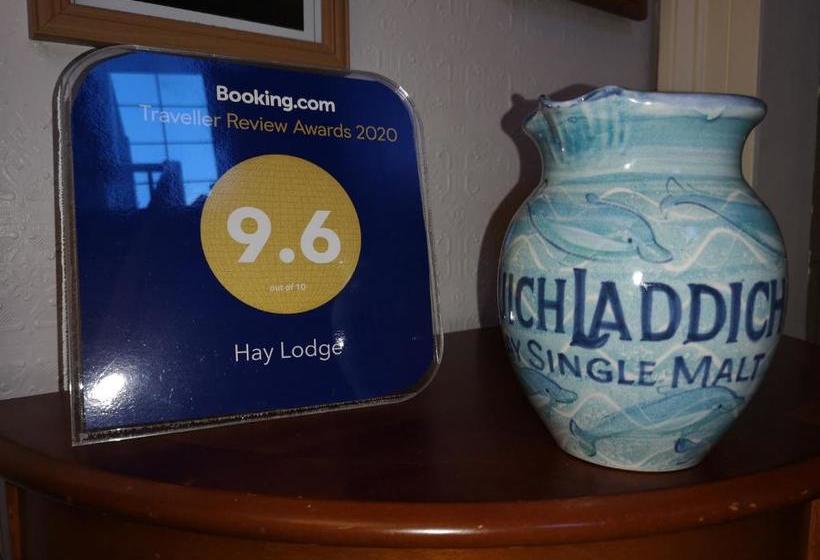 Booking.com
Traveller Review Awards 2020
9.6
out of 10
Hay Lodge
UICHLADDICH
Y SINGLE MALT